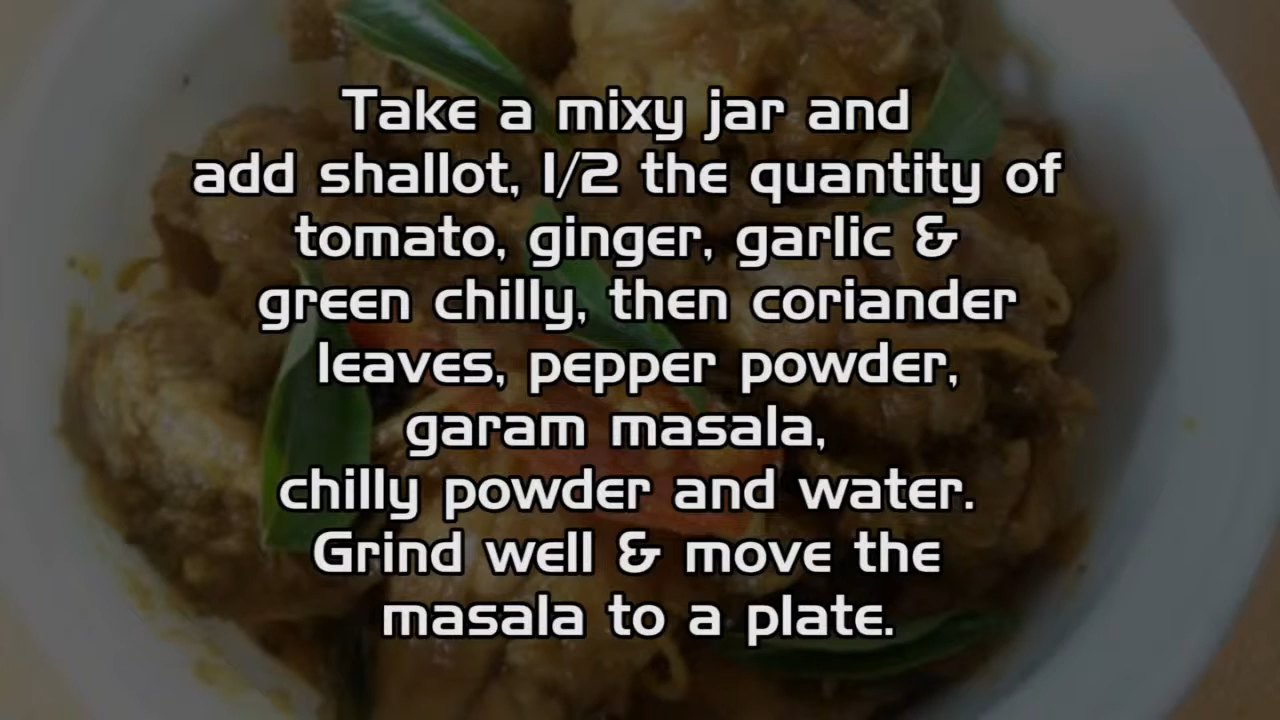 Take a mixy jar and
add shallot, 1/2 the quantity of
tomato, ginger, garlic &
green chilly, then coriander
leaves, pepper powder,
garam masala,
chilly powder and water.
Grind well & move the
masala to a plate.